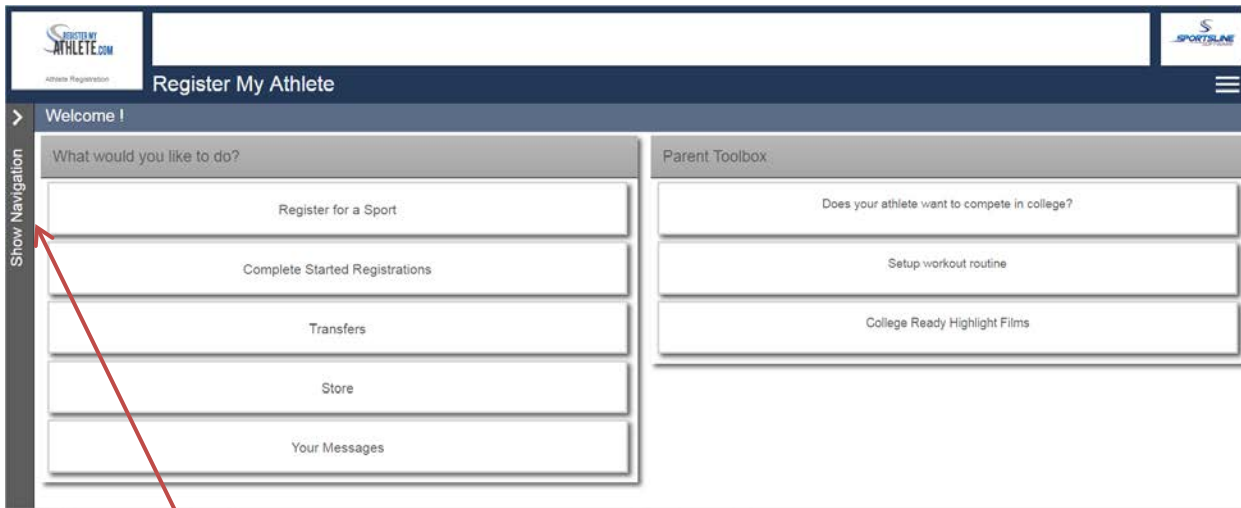 REGISTER MY
ATHLETE.COM
Athlete Registration
S
SPORTSLINE
SOFTWARE
Register My Athlete
Welcome !
Show Navigation
What would you like to do?
Register for a Sport
Complete Started Registrations
Transfers
Store
Your Messages
Parent Toolbox
Does your athlete want to compete in college?
Setup workout routine
College Ready Highlight Films